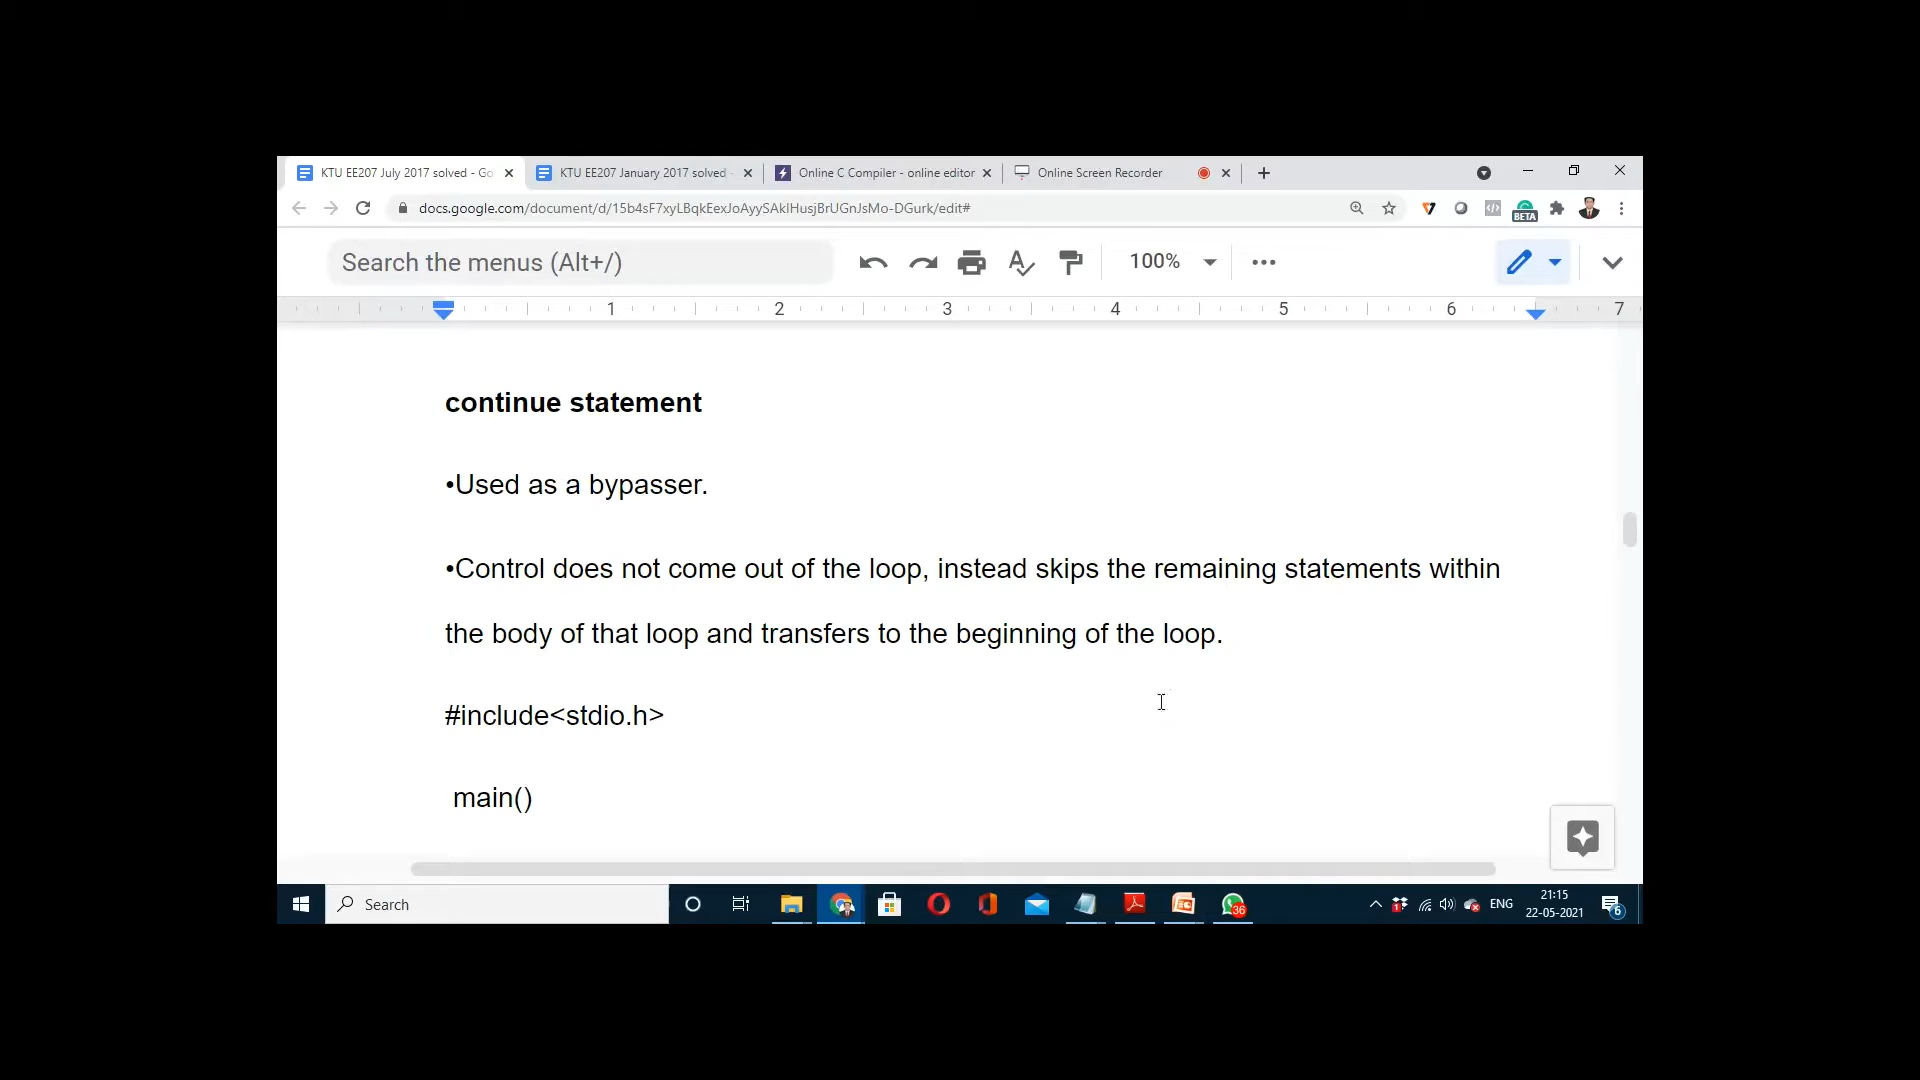 KTU EE207 July 2017 solved - Go
KTU EE207 January 2017 solved -
Online C Compiler - online editor
Online Screen Recorder
docs.google.com/document/d/15b4sF7xyLBqkEexJoAyySAklHusjBrUGnJsMo-DGurk/edit#
BETA
Search the menus (Alt+/)
100%
1 2 3 4 5 6 7
continue statement
•Used as a bypasser.
•Control does not come out of the loop, instead skips the remaining statements within
the body of that loop and transfers to the beginning of the loop.
#include<stdio.h>
main()
Search
36
1
ENG
21:15
22-05-2021
6